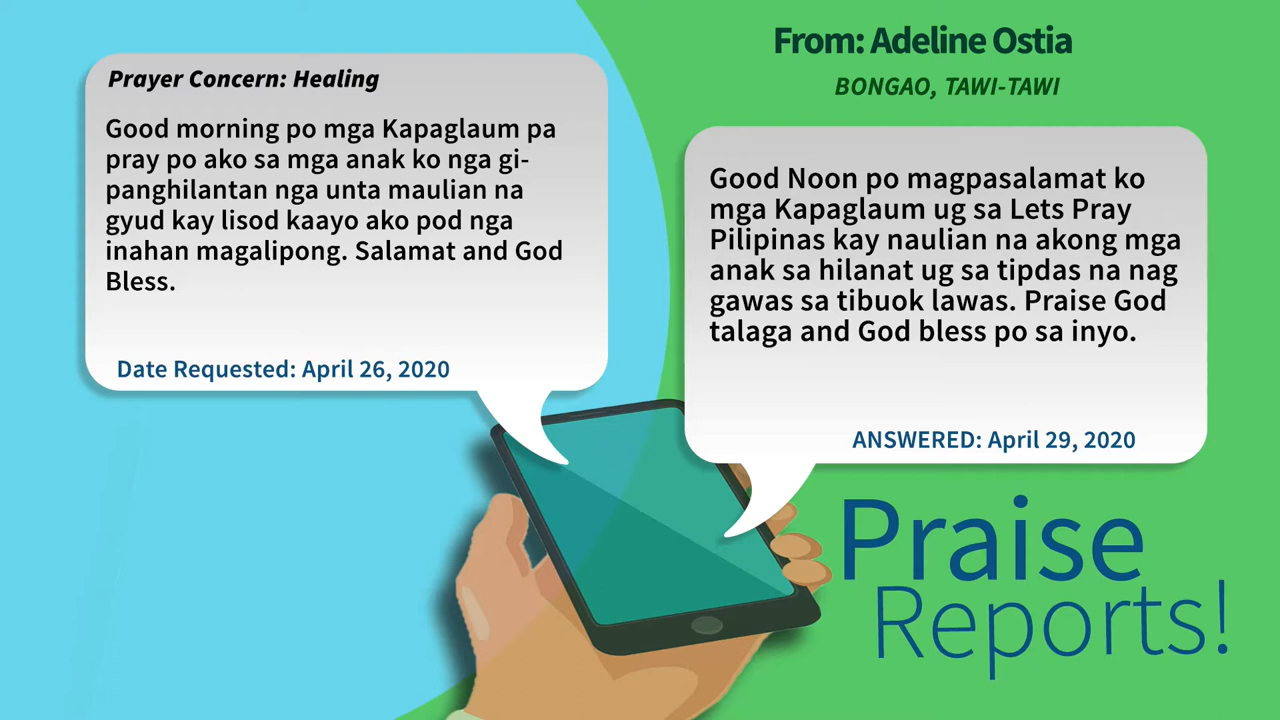 Prayer Concern: Healing
Good morning po mga Kapaglaum pa
pray po ako sa mga anak ko nga gi-
panghilantan nga unta maulian na
gyud kay lisod kaayo ako pod nga
inahan magalipong. Salamat and God
Bless.
Date Requested: April 26, 2020
From: Adeline Ostia
BONGAO, TAWI-TAWI
Good Noon po magpasalamat ko
mga Kapaglaum ug sa Lets Pray
Pilipinas kay naulian na akong mga
anak sa hilanat ug sa tipdas na nag
gawas sa tibuok lawas. Praise God
talaga and God bless po sa inyo.
ANSWERED: April 29, 2020
Praise
Reports!